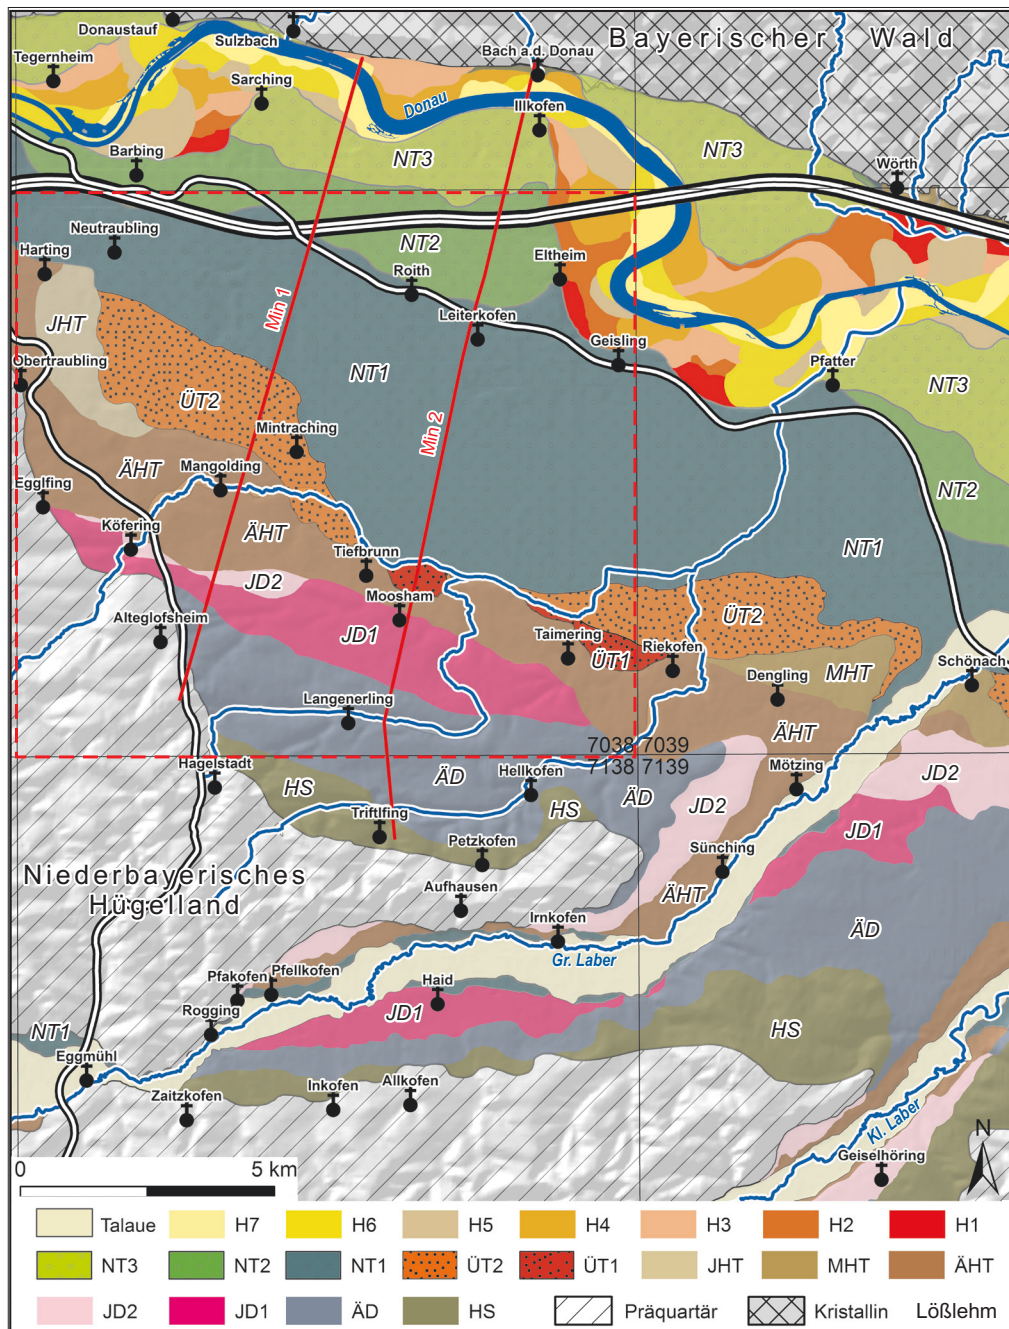 Donaustauf
Sulzbach
Bach a.d. Donau
Bayerischer Wald
Tegernheim
Sarching
Donau
Illkofen
NT3
NT3
Barbing
Wörth
Neutraubling
NT2
Harting
Roith
Eltheim
Min 1
Leiterkofen
JHT
Geisling
Obertraubling
NT1
Pfatter
NT3
ÜT2
Min 2
Mintraching
ÄHT
Mangolding
Egglfing
NT2
Köfering
ÄHT
NT1
Tiefbrunn
JD2
Moosham
Alteglofsheim
JD1
Taimering
ÜT2
ÜT1
Riekofen
Schönach
Dengling
MHT
Langenerling
ÄHT
7038 7039
7138 7139
Hagelstadt
HS
ÄD
Hellkofen
ÄD
Mötzing
JD2
HS
JD2
Triftlfing
JD1
Petzkofen
Sünching
Niederbayerisches
Hügelland
Aufhausen
ÄHT
Irnkofen
ÄD
Gr. Laber
Pfakofen
Pfellkofen
Haid
Rogging
JD1
NT1
HS
Eggmühl
Zaitzkofen
Inkofen
Allkofen
Kl. Laber
N
Geiselhöring
0 5 km
Talaue H7 H6 H5 H4 H3 H2 H1
NT3 NT2 NT1 ÜT2 ÜT1 JHT MHT ÄHT
JD2 JD1 ÄD HS Präquartär Kristallin Lößlehm